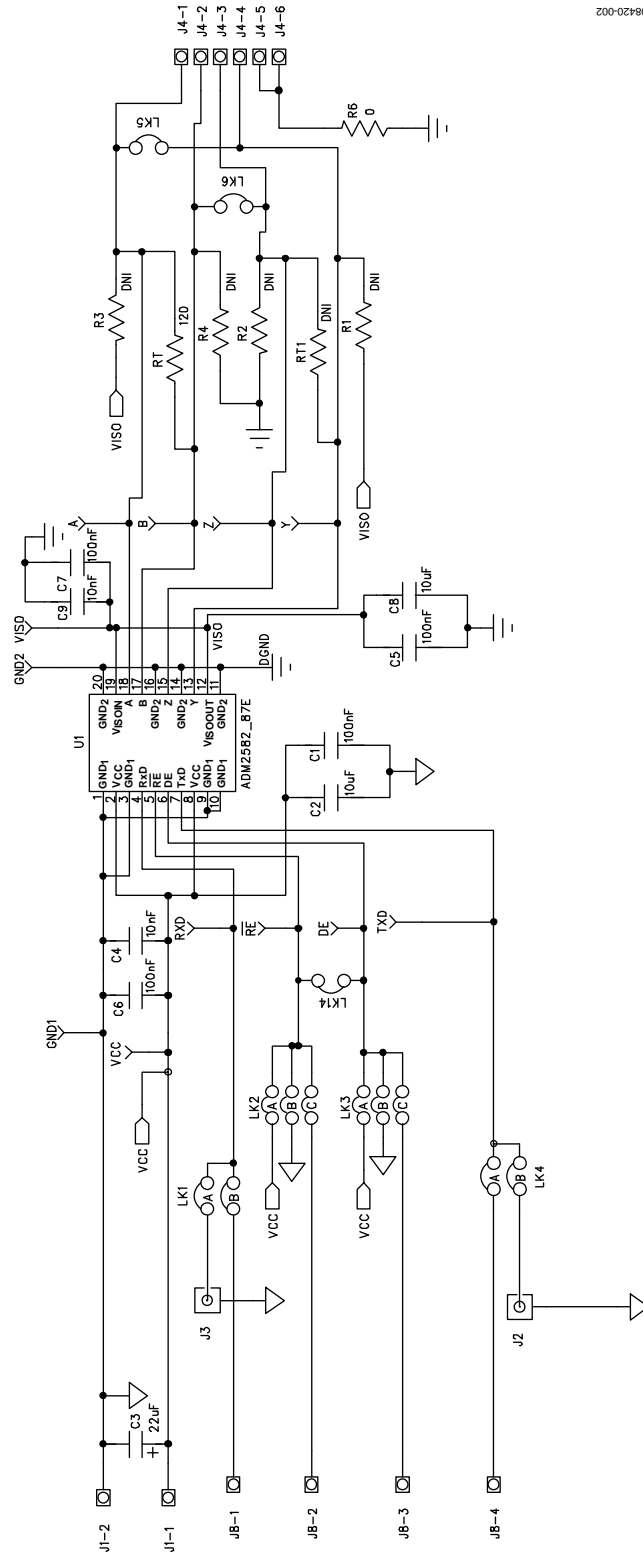 08420-002
J4-1
J4-2
J4-3
J4-4
J4-5
J4-6
R6
0
LK5
LK6
R3
DNI
RT
120
R4
DNI
R2
DNI
RT1
DNI
R1
DNI
VISO
VISO
A
B
Z
Y
C7
100nF
C9
10nF
VISO
GND2
VISO
DGND
C8
10uF
C5
100nF
U1
ADM2582_87E
1 GND1
2 VCC
3 GND1
4 RxD
5 RE
6 DE
7 TxD
8 VCC
9 GND1
10 GND1
20 GND2
19 VISOIN
18 A
17 B
16 GND2
15 Z
14 GND2
13 Y
12 VISOOUT
11 GND2
C1
100nF
C2
10uF
C4
10nF
C6
100nF
GND1
VCC
VCC
RXD
RE
DE
TXD
LK14
LK1
A
B
LK2
A
B
C
VCC
LK3
A
B
C
VCC
LK4
A
B
J3
J2
C3
22uF
+
J1-2
J1-1
J8-1
J8-2
J8-3
J8-4